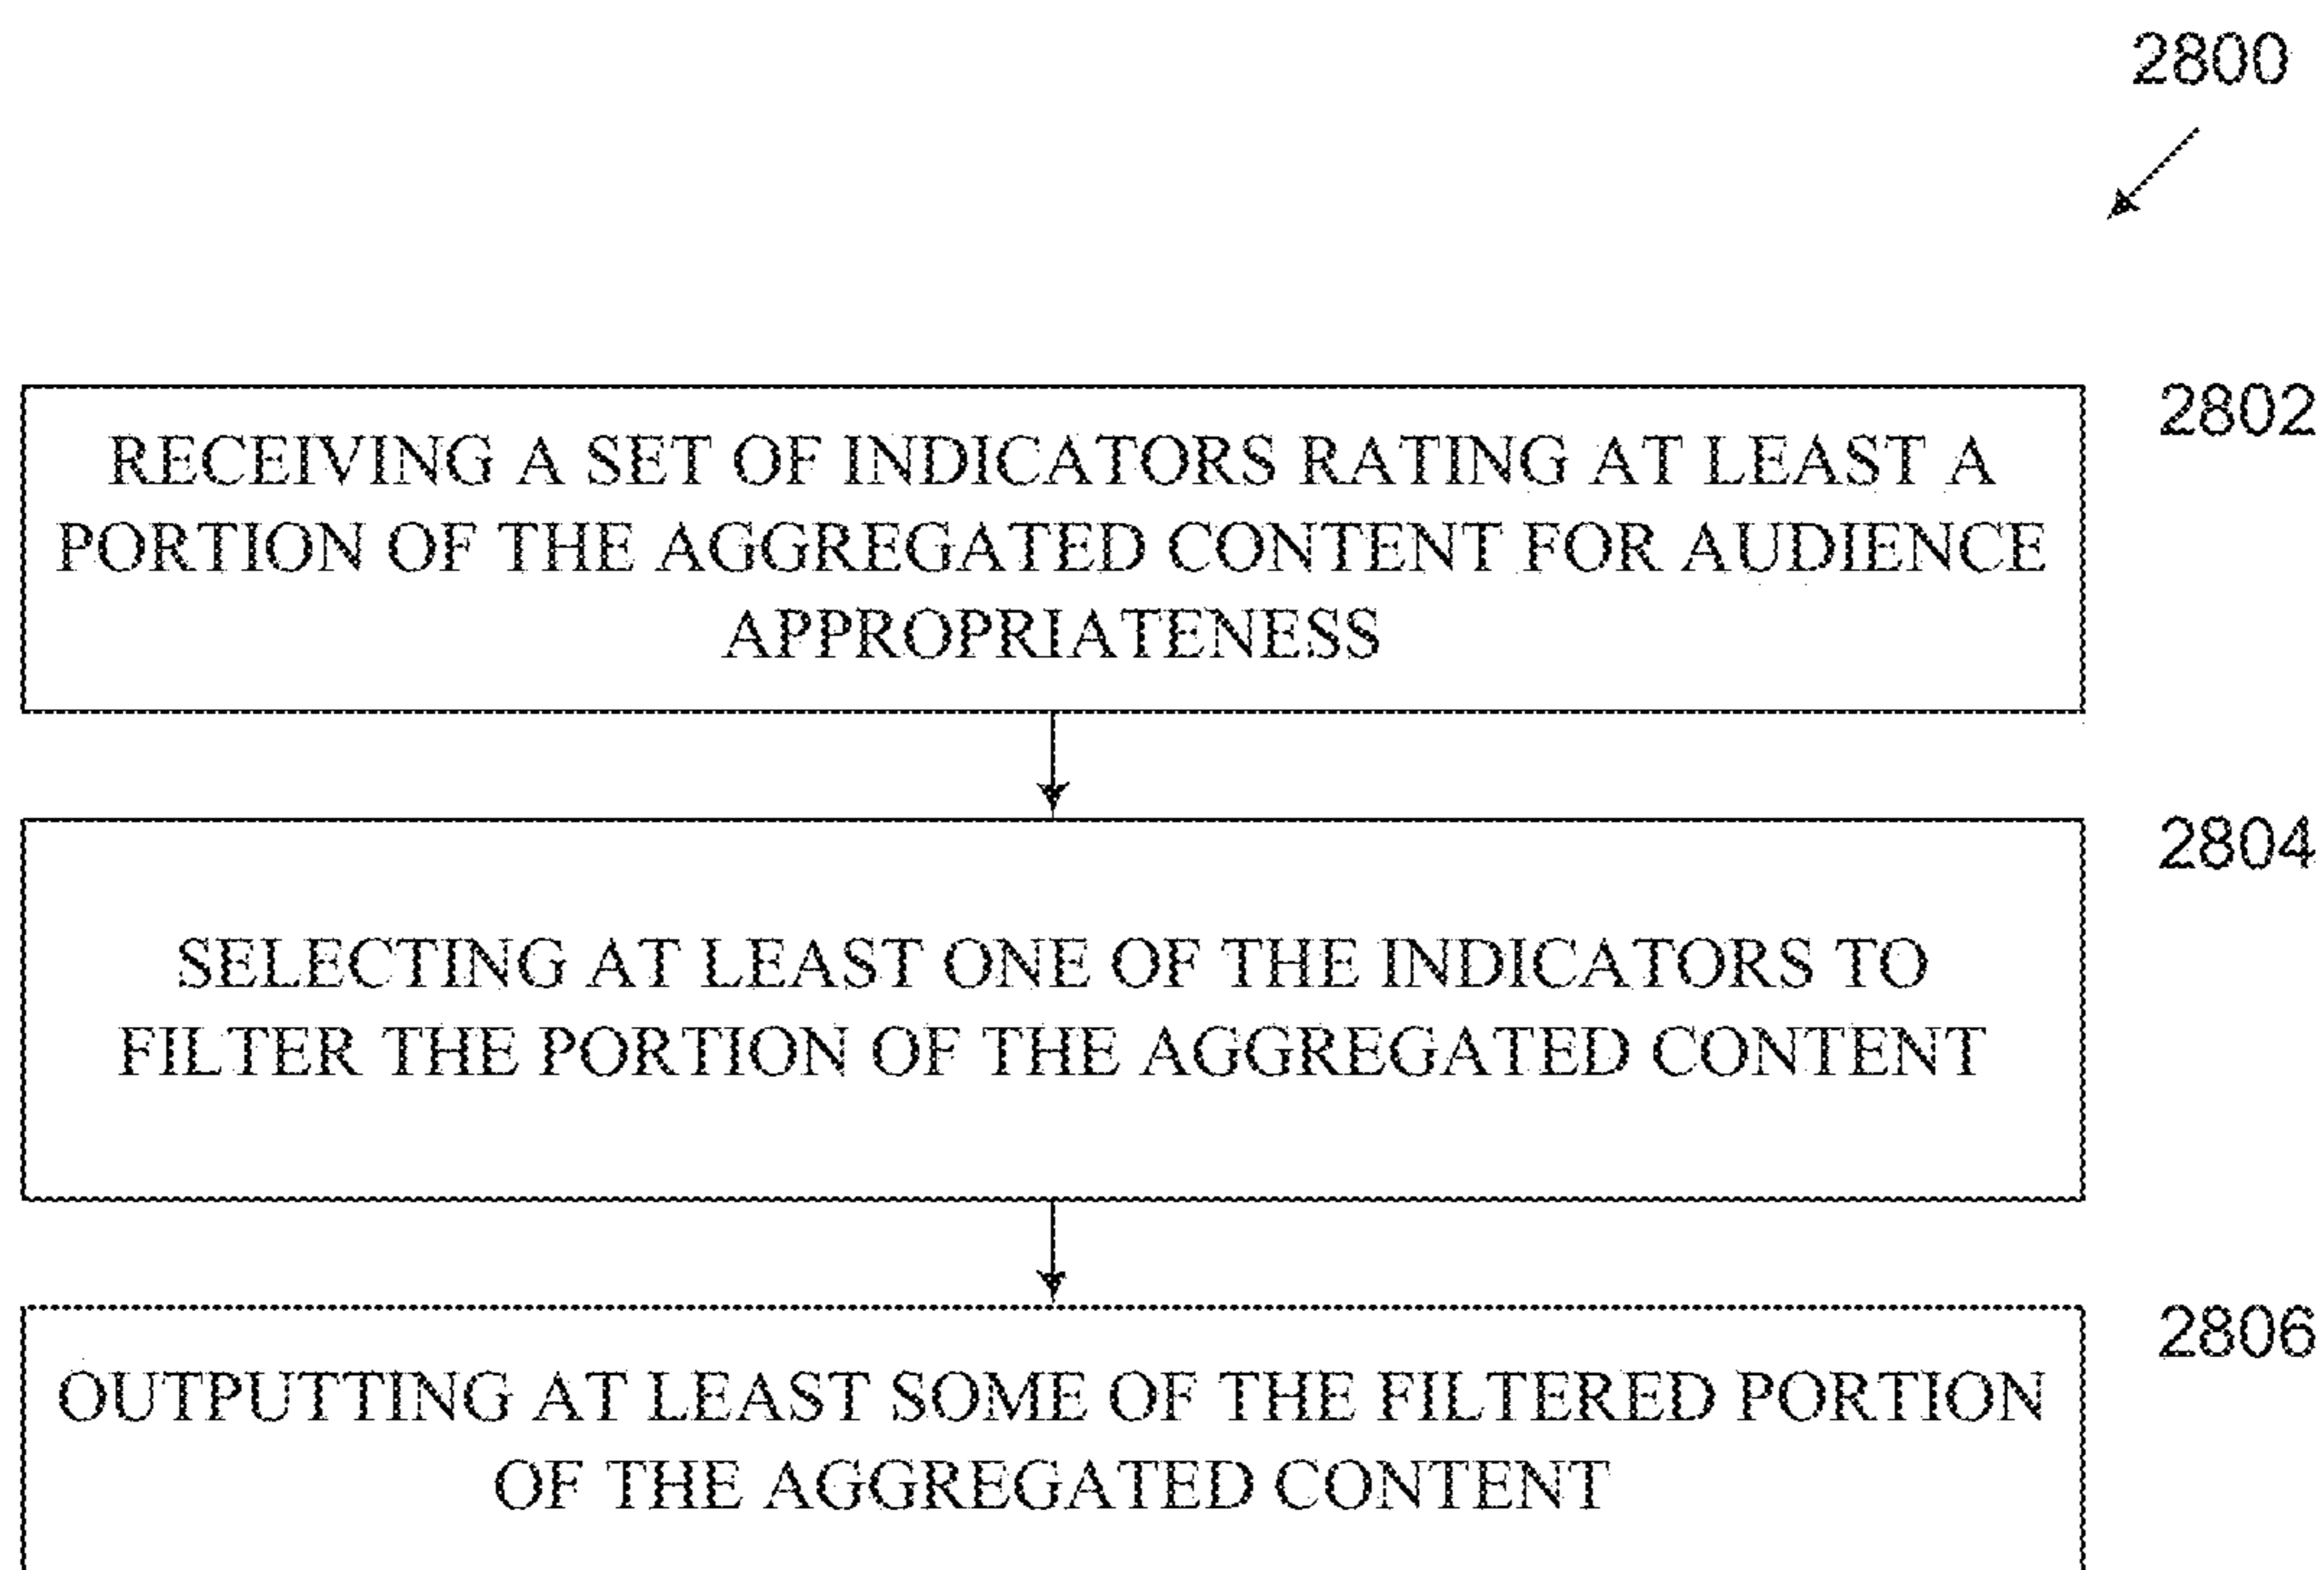 2800
2802
RECEIVING A SET OF INDICATORS RATING AT LEAST A
PORTION OF THE AGGREGATED CONTENT FOR AUDIENCE
APPROPRIATENESS
2804
SELECTING AT LEAST ONE OF THE INDICATORS TO
FILTER THE PORTION OF THE AGGREGATED CONTENT
2806
OUTPUTTING AT LEAST SOME OF THE FILTERED PORTION
OF THE AGGREGATED CONTENT